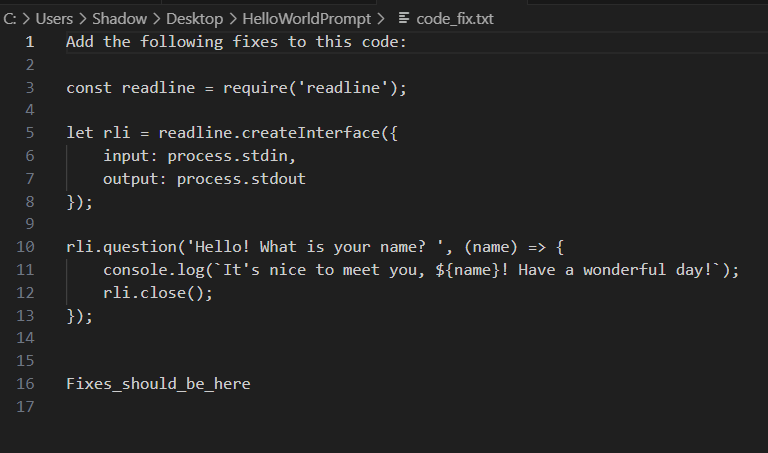 C: > Users > Shadow > Desktop > HelloWorldPrompt > code_fix.txt
1 Add the following fixes to this code:
2
3 const readline = require('readline');
4
5 let rli = readline.createInterface({
6     input: process.stdin,
7     output: process.stdout
8 });
9
10 rli.question('Hello! What is your name? ', (name) => {
11     console.log(`It's nice to meet you, ${name}! Have a wonderful day!`);
12     rli.close();
13 });
14
15
16 Fixes_should_be_here
17